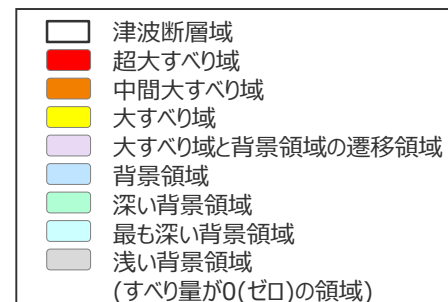 津波断層域
超大すべり域
中間大すべり域
大すべり域
大すべり域と背景領域の遷移領域
背景領域
深い背景領域
最も深い背景領域
浅い背景領域
(すべり量が0(ゼロ)の領域)